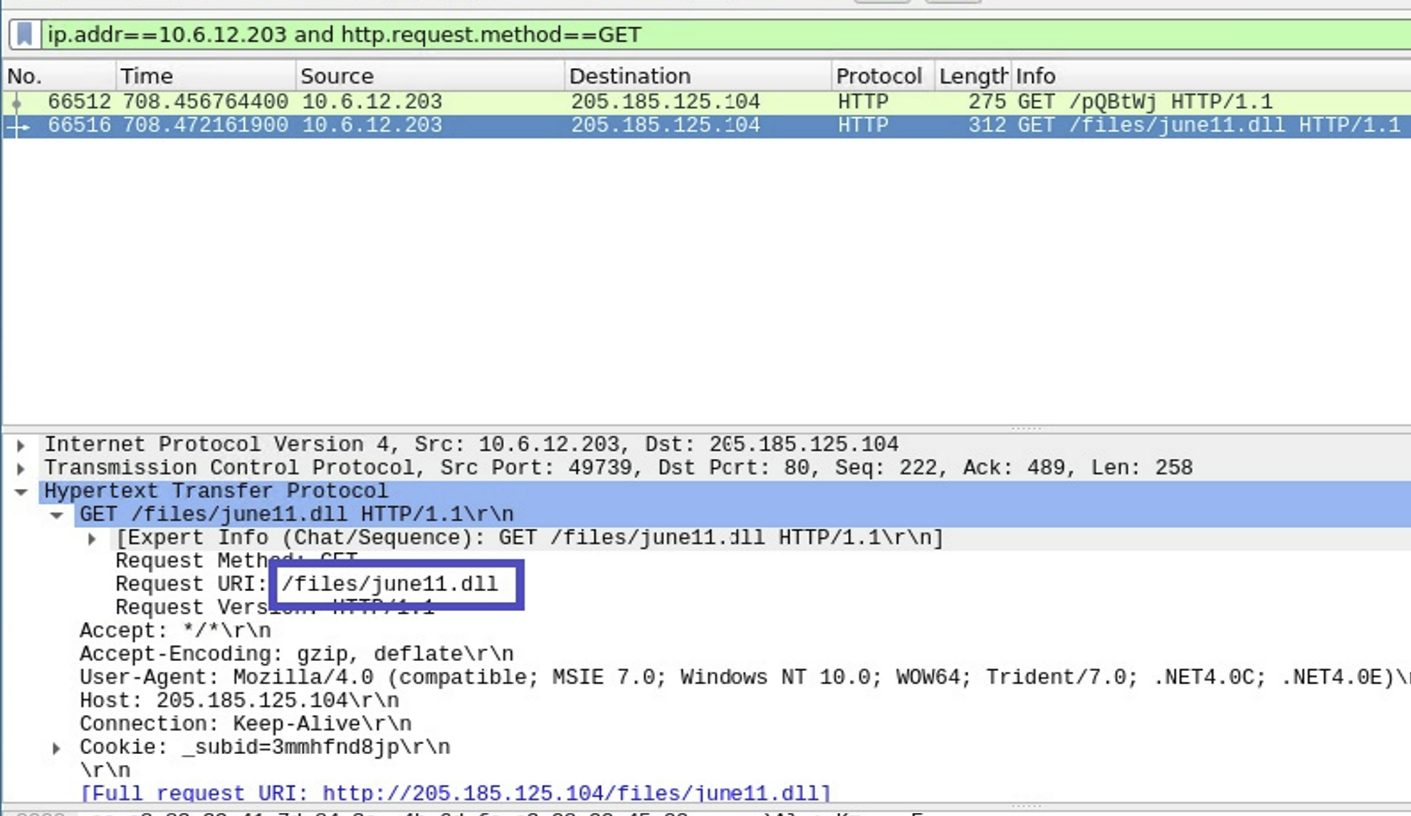 ip.addr==10.6.12.203 and http.request.method==GET
No. Time Source Destination Protocol Length Info
66512 708.456764400 10.6.12.203 205.185.125.104 HTTP 275 GET /pQBtWj HTTP/1.1
66516 708.472161900 10.6.12.203 205.185.125.104 HTTP 312 GET /files/june11.dll HTTP/1.1
Internet Protocol Version 4, Src: 10.6.12.203, Dst: 205.185.125.104
Transmission Control Protocol, Src Port: 49739, Dst Port: 80, Seq: 222, Ack: 489, Len: 258
Hypertext Transfer Protocol
GET /files/june11.dll HTTP/1.1\r\n
[Expert Info (Chat/Sequence): GET /files/june11.dll HTTP/1.1\r\n]
Request Method: GET
Request URI: /files/june11.dll
Request Version: HTTP/1.1
Accept: */*\r\n
Accept-Encoding: gzip, deflate\r\n
User-Agent: Mozilla/4.0 (compatible; MSIE 7.0; Windows NT 10.0; WOW64; Trident/7.0; .NET4.0C; .NET4.0E)\
Host: 205.185.125.104\r\n
Connection: Keep-Alive\r\n
Cookie: _subid=3mmhfnd8jp\r\n
\r\n
[Full request URI: http://205.185.125.104/files/june11.dll]